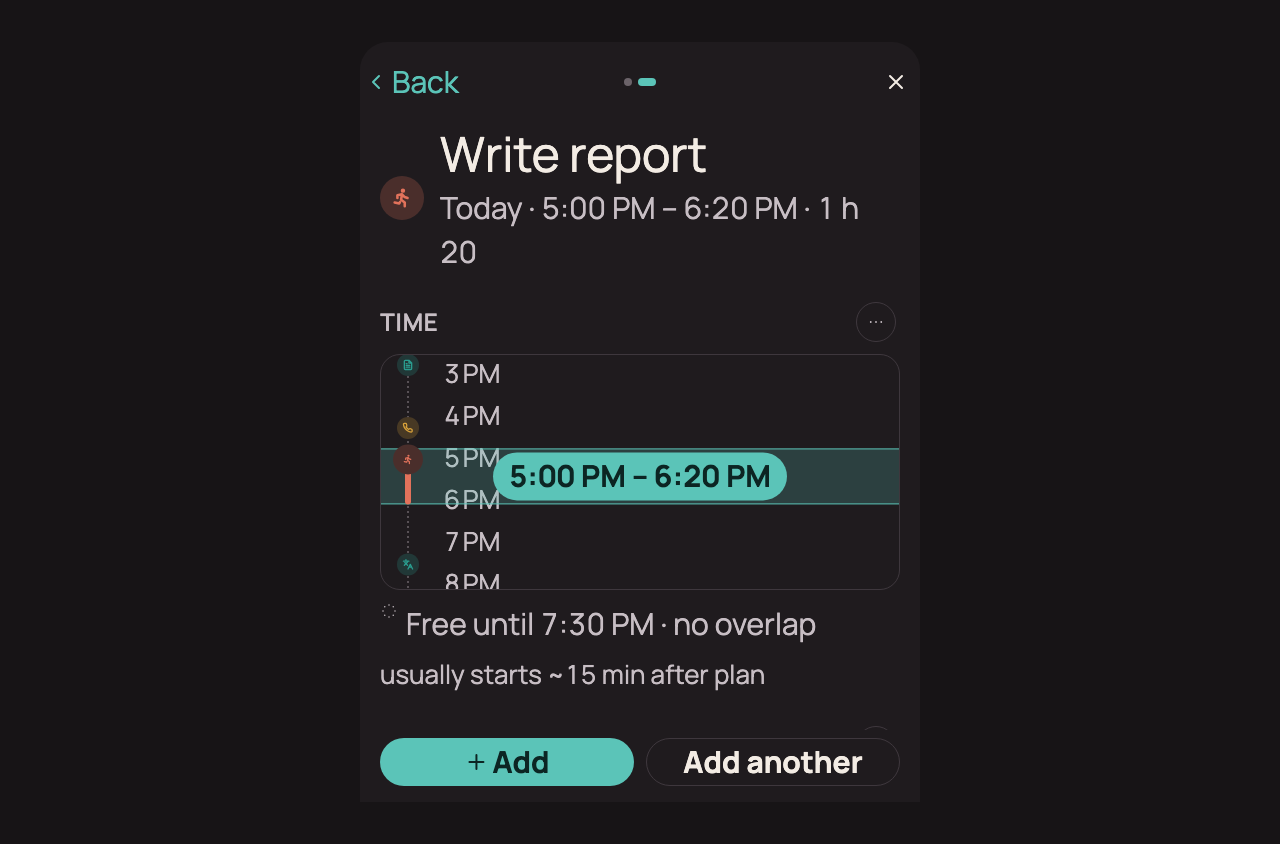 Back
Write report
Today · 5:00 PM – 6:20 PM · 1 h
20
TIME
3 PM
4 PM
5 PM
5:00 PM – 6:20 PM
6 PM
7 PM
8 PM
Free until 7:30 PM · no overlap
usually starts ~15 min after plan
+ Add
Add another